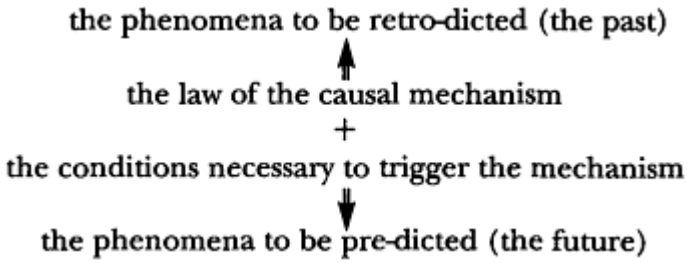 the phenomena to be retro-dicted (the past)
the law of the causal mechanism
+
the conditions necessary to trigger the mechanism
the phenomena to be pre-dicted (the future)